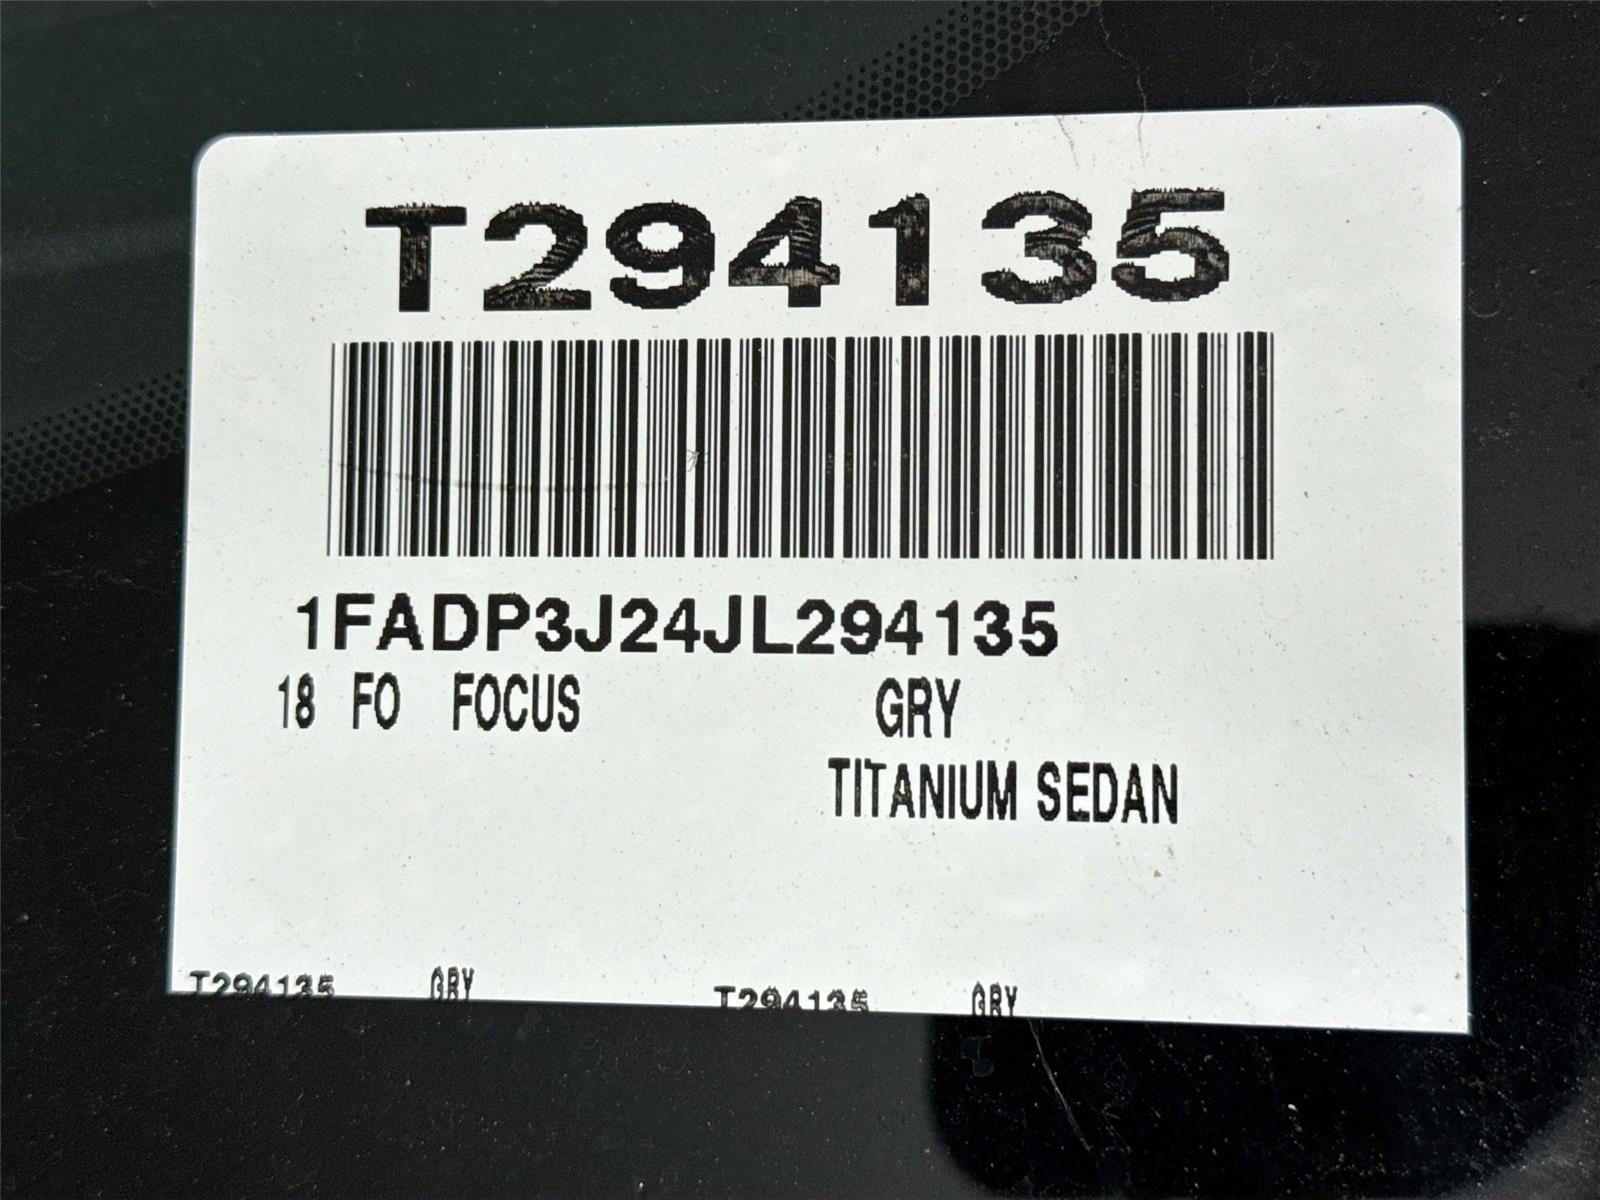 T294135
1FADP3J24JL294135
18 FO FOCUS GRY
TITANIUM SEDAN
T294135 GRY T294135 GRY